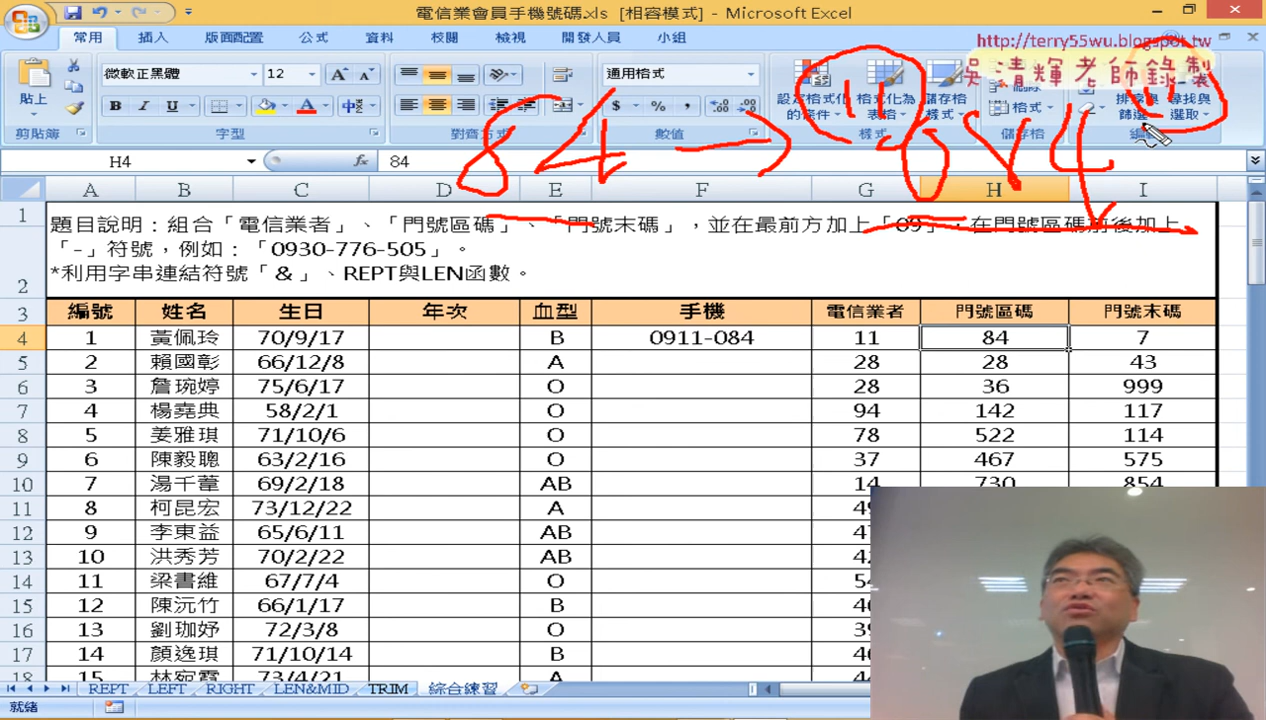 電信業會員手機號碼.xls [相容模式] - Microsoft Excel
常用 插入 版面配置 公式 資料 校閱 檢視 開發人員 小組
http://terry55wu.blogspot.tw
吳清輝老師錄製
貼上 微軟正黑體 12 通用格式 設定格式化的條件 格式化為表格 儲存格樣式 格式 排序與篩選 尋找與選取
剪貼簿 字型 對齊方式 數值 樣式 儲存格
84 → 084
H4 fx 84
A B C D E F G H I
1 題目說明：組合「電信業者」、「門號區碼」、「門號末碼」，並在最前方加上「09」，在門號區碼前後加上
「-」符號，例如：「0930-776-505」。
2 *利用字串連結符號「&」、REPT與LEN函數。
3 編號 姓名 生日 年次 血型 手機 電信業者 門號區碼 門號末碼
4 1 黃佩玲 70/9/17 B 0911-084 11 84 7
5 2 賴國彰 66/12/8 A 28 28 43
6 3 詹琬婷 75/6/17 O 28 36 999
7 4 楊堯典 58/2/1 O 94 142 117
8 5 姜雅琪 71/10/6 O 78 522 114
9 6 陳毅聰 63/2/16 O 37 467 575
10 7 湯千葦 69/2/18 AB 14 730 854
11 8 柯昆宏 73/12/22 A
12 9 李東益 65/6/11 AB
13 10 洪秀芳 70/2/22 AB
14 11 梁書維 67/7/4 O
15 12 陳沅竹 66/1/17 B
16 13 劉珈妤 72/3/8 O
17 14 顏逸琪 71/10/14 B
18 15 73/4/21
REPT LEFT RIGHT LEN&MID TRIM 綜合練習
就緒